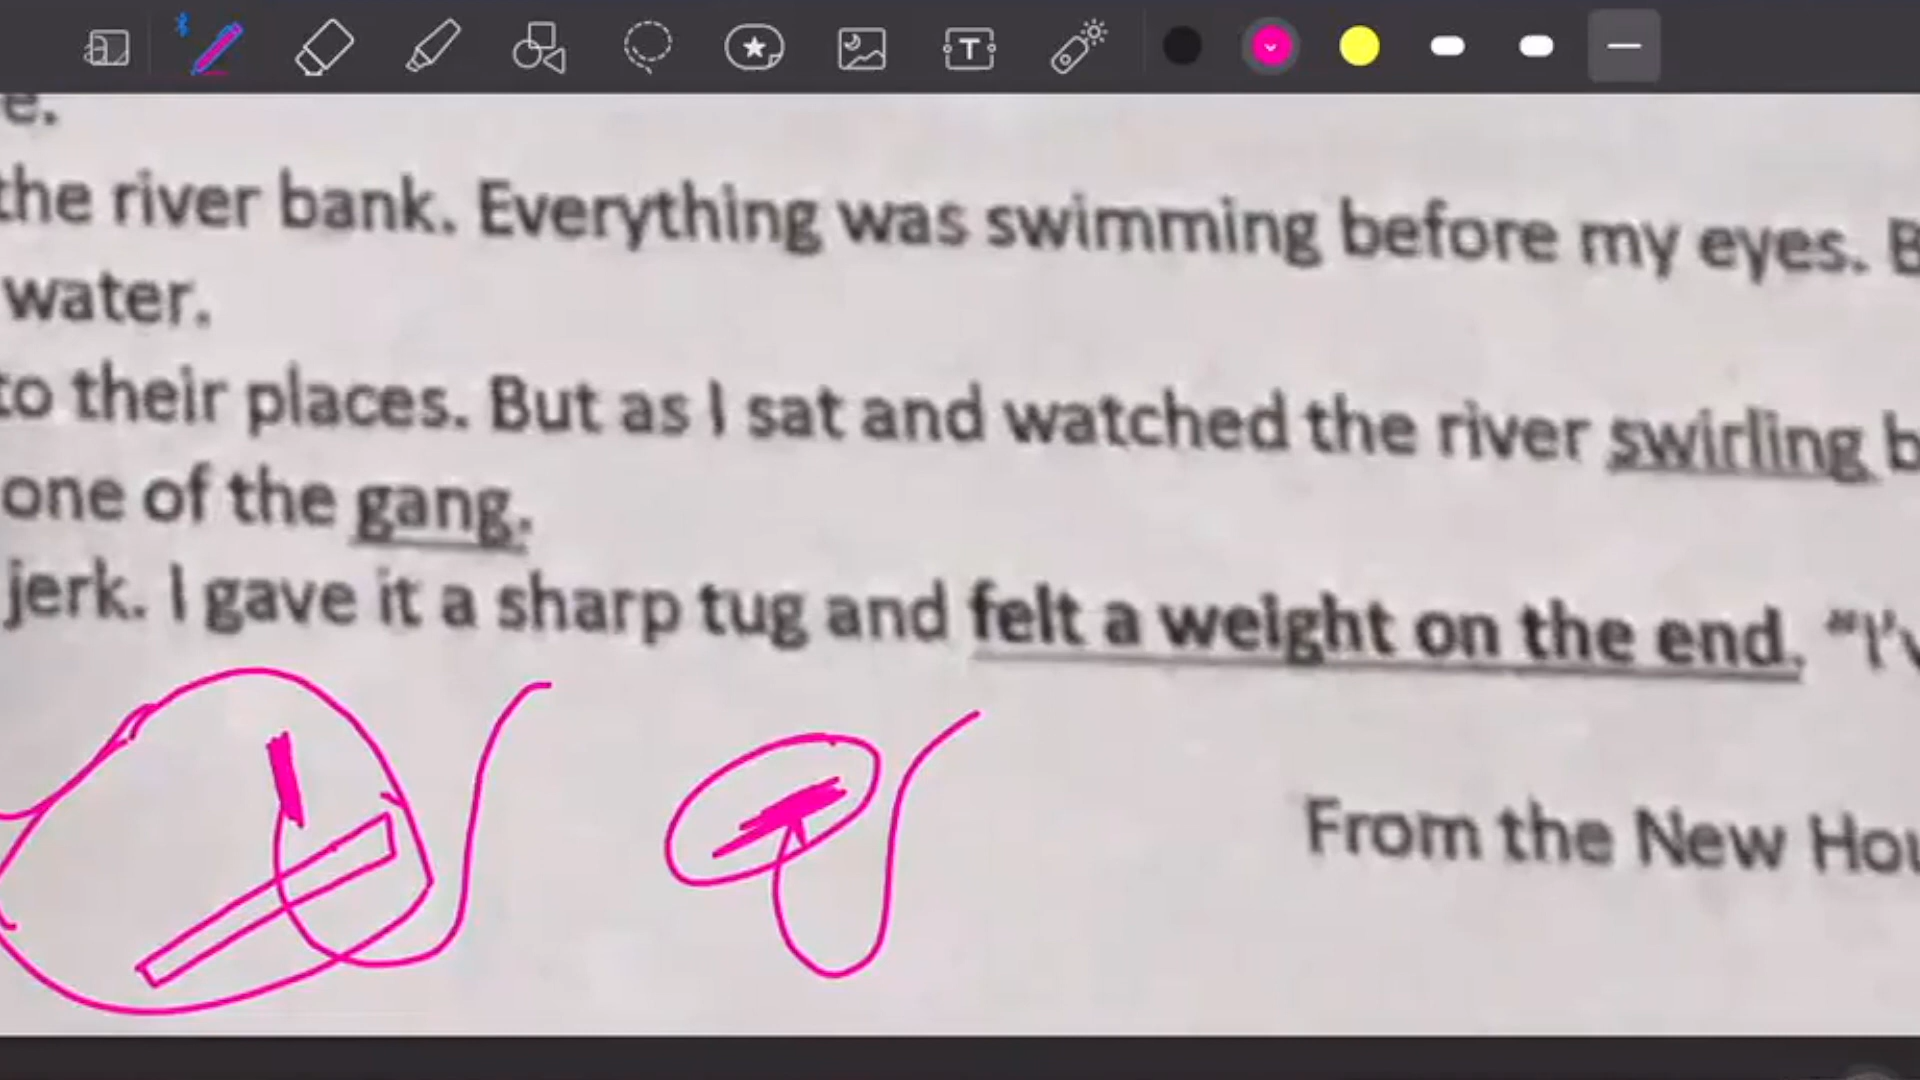 e.
the river bank. Everything was swimming before my eyes. B
water.
to their places. But as I sat and watched the river swirling b
one of the gang.
jerk. I gave it a sharp tug and felt a weight on the end. "I'v
From the New Hou